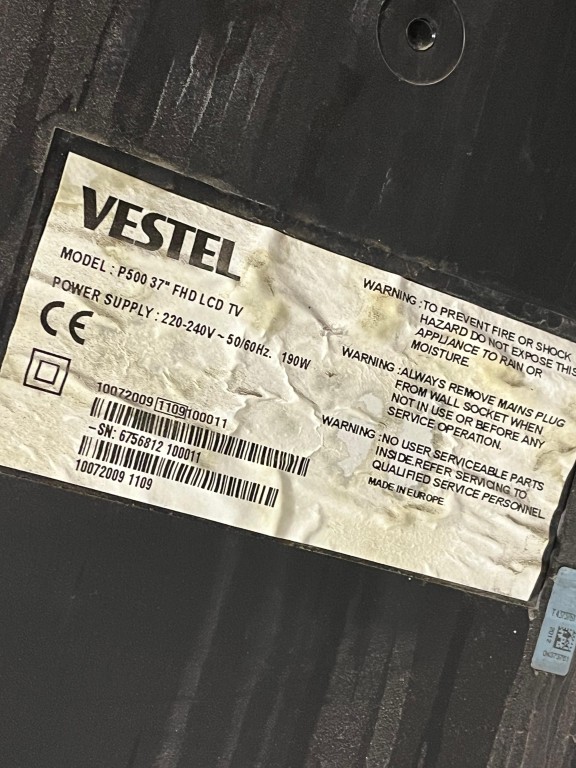 VESTEL
MODEL : P500 37" FHD LCD TV
POWER SUPPLY : 220-240V ~ 50/60Hz. 190W
CE
10072009 1109100011
-SN: 6756812 100011
10072009 1109
WARNING :TO PREVENT FIRE OR SHOCK
HAZARD DO NOT EXPOSE THIS
APPLIANCE TO RAIN OR
MOISTURE.
WARNING :ALWAYS REMOVE MAINS PLUG
FROM WALL SOCKET WHEN
NOT IN USE OR BEFORE ANY
SERVICE OPERATION.
WARNING :NO USER SERVICEABLE PARTS
INSIDE.REFER SERVICING TO
QUALIFIED SERVICE PERSONNEL
MADE IN EUROPE.
2012